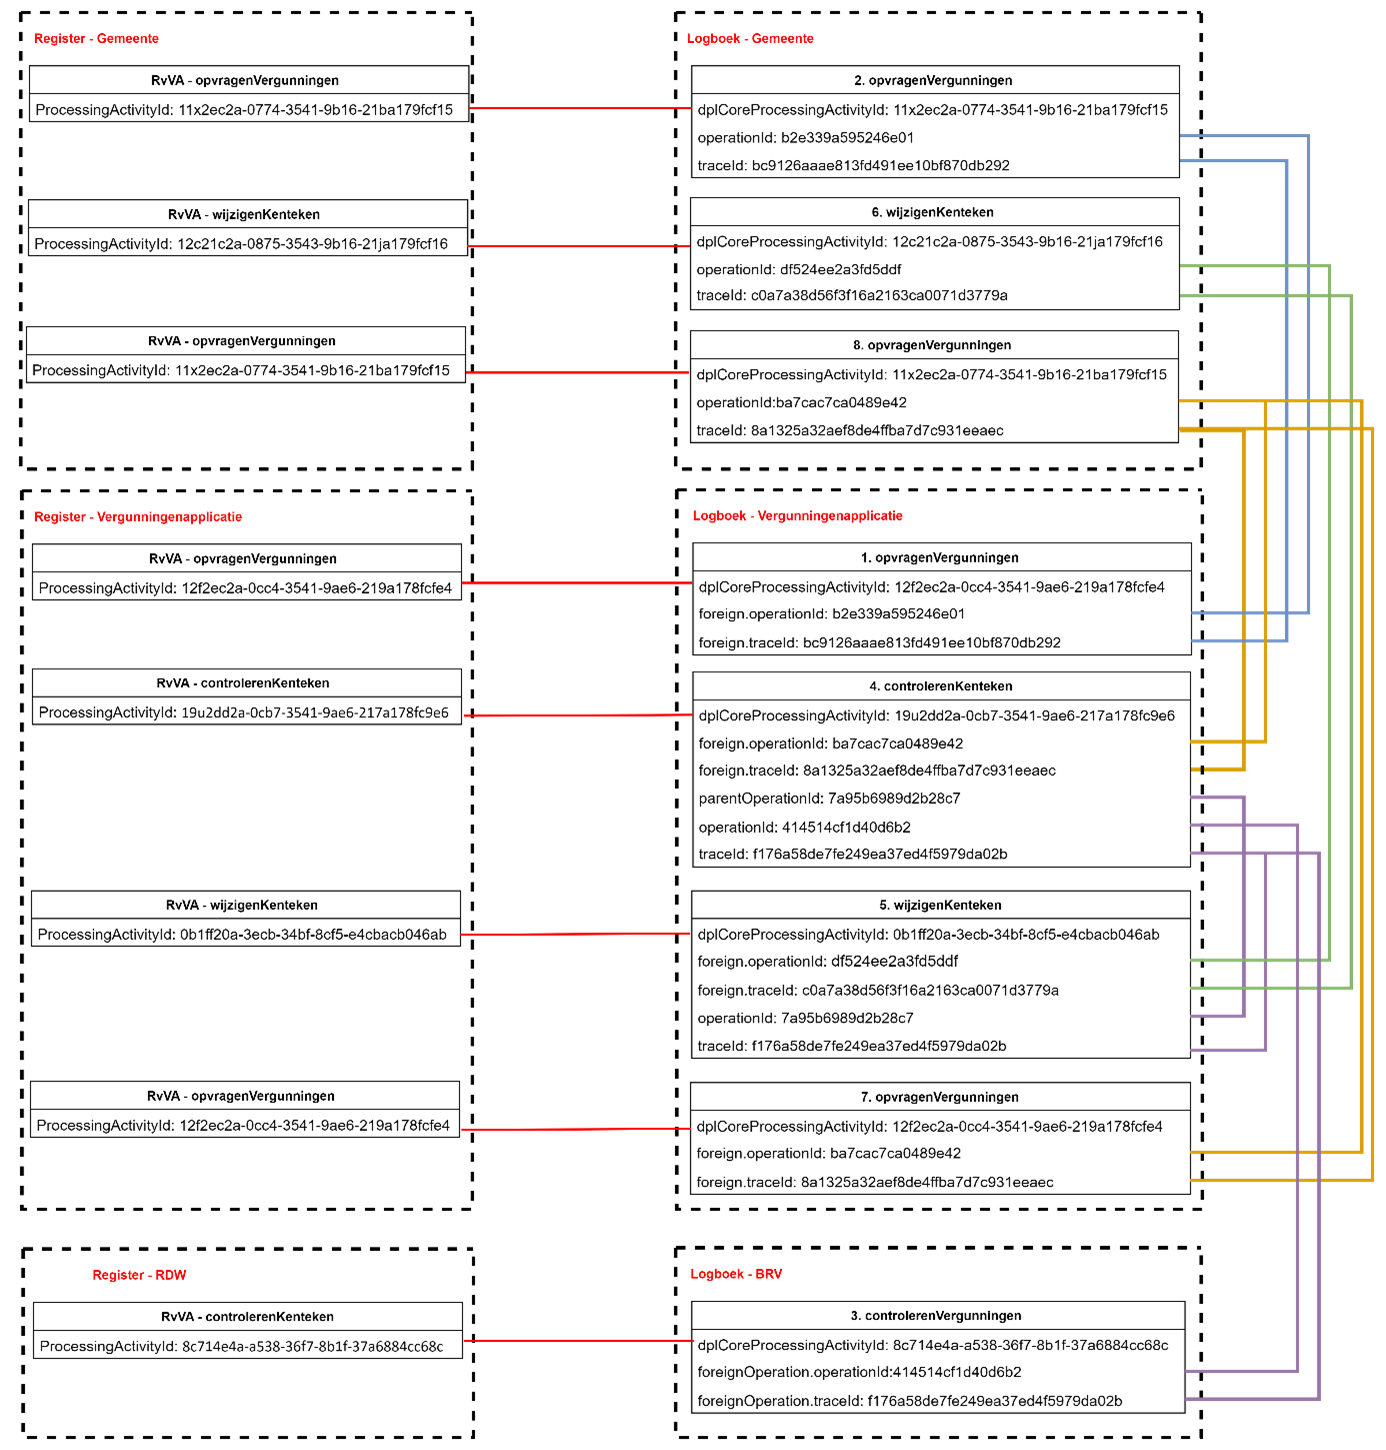 Register - Gemeente
RvVA - opvragenVergunningen
ProcessingActivityId: 11x2ec2a-0774-3541-9b16-21ba179fcf15
RvVA - wijzigenKenteken
ProcessingActivityId: 12c21c2a-0875-3543-9b16-21ja179fcf16
RvVA - opvragenVergunningen
ProcessingActivityId: 11x2ec2a-0774-3541-9b16-21ba179fcf15
Logboek - Gemeente
2. opvragenVergunningen
dplCoreProcessingActivityId: 11x2ec2a-0774-3541-9b16-21ba179fcf15
operationId: b2e339a595246e01
traceId: bc9126aaae813fd491ee10bf870db292
6. wijzigenKenteken
dplCoreProcessingActivityId: 12c21c2a-0875-3543-9b16-21ja179fcf16
operationId: df524ee2a3fd5ddf
traceId: c0a7a38d56f3f16a2163ca0071d3779a
8. opvragenVergunningen
dplCoreProcessingActivityId: 11x2ec2a-0774-3541-9b16-21ba179fcf15
operationId:ba7cac7ca0489e42
traceId: 8a1325a32aef8de4ffba7d7c931eeaec
Register - Vergunningenapplicatie
RvVA - opvragenVergunningen
ProcessingActivityId: 12f2ec2a-0cc4-3541-9ae6-219a178fcfe4
RvVA - controlerenKenteken
ProcessingActivityId: 19u2dd2a-0cb7-3541-9ae6-217a178fc9e6
RvVA - wijzigenKenteken
ProcessingActivityId: 0b1ff20a-3ecb-34bf-8cf5-e4cbacb046ab
RvVA - opvragenVergunningen
ProcessingActivityId: 12f2ec2a-0cc4-3541-9ae6-219a178fcfe4
Logboek - Vergunningenapplicatie
1. opvragenVergunningen
dplCoreProcessingActivityId: 12f2ec2a-0cc4-3541-9ae6-219a178fcfe4
foreign.operationId: b2e339a595246e01
foreign.traceId: bc9126aaae813fd491ee10bf870db292
4. controlerenKenteken
dplCoreProcessingActivityId: 19u2dd2a-0cb7-3541-9ae6-217a178fc9e6
foreign.operationId: ba7cac7ca0489e42
foreign.traceId: 8a1325a32aef8de4ffba7d7c931eeaec
parentOperationId: 7a95b6989d2b28c7
operationId: 414514cf1d40d6b2
traceId: f176a58de7fe249ea37ed4f5979da02b
5. wijzigenKenteken
dplCoreProcessingActivityId: 0b1ff20a-3ecb-34bf-8cf5-e4cbacb046ab
foreign.operationId: df524ee2a3fd5ddf
foreign.traceId: c0a7a38d56f3f16a2163ca0071d3779a
operationId: 7a95b6989d2b28c7
traceId: f176a58de7fe249ea37ed4f5979da02b
7. opvragenVergunningen
dplCoreProcessingActivityId: 12f2ec2a-0cc4-3541-9ae6-219a178fcfe4
foreign.operationId: ba7cac7ca0489e42
foreign.traceId: 8a1325a32aef8de4ffba7d7c931eeaec
Register - RDW
RvVA - controlerenKenteken
ProcessingActivityId: 8c714e4a-a538-36f7-8b1f-37a6884cc68c
Logboek - BRV
3. controlerenVergunningen
dplCoreProcessingActivityId: 8c714e4a-a538-36f7-8b1f-37a6884cc68c
foreignOperation.operationId:414514cf1d40d6b2
foreignOperation.traceId: f176a58de7fe249ea37ed4f5979da02b